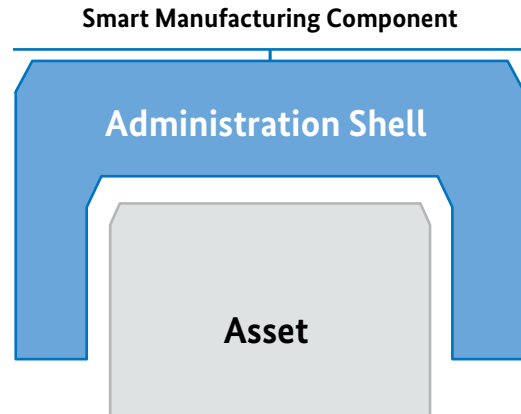 Smart Manufacturing Component
Administration Shell
Asset